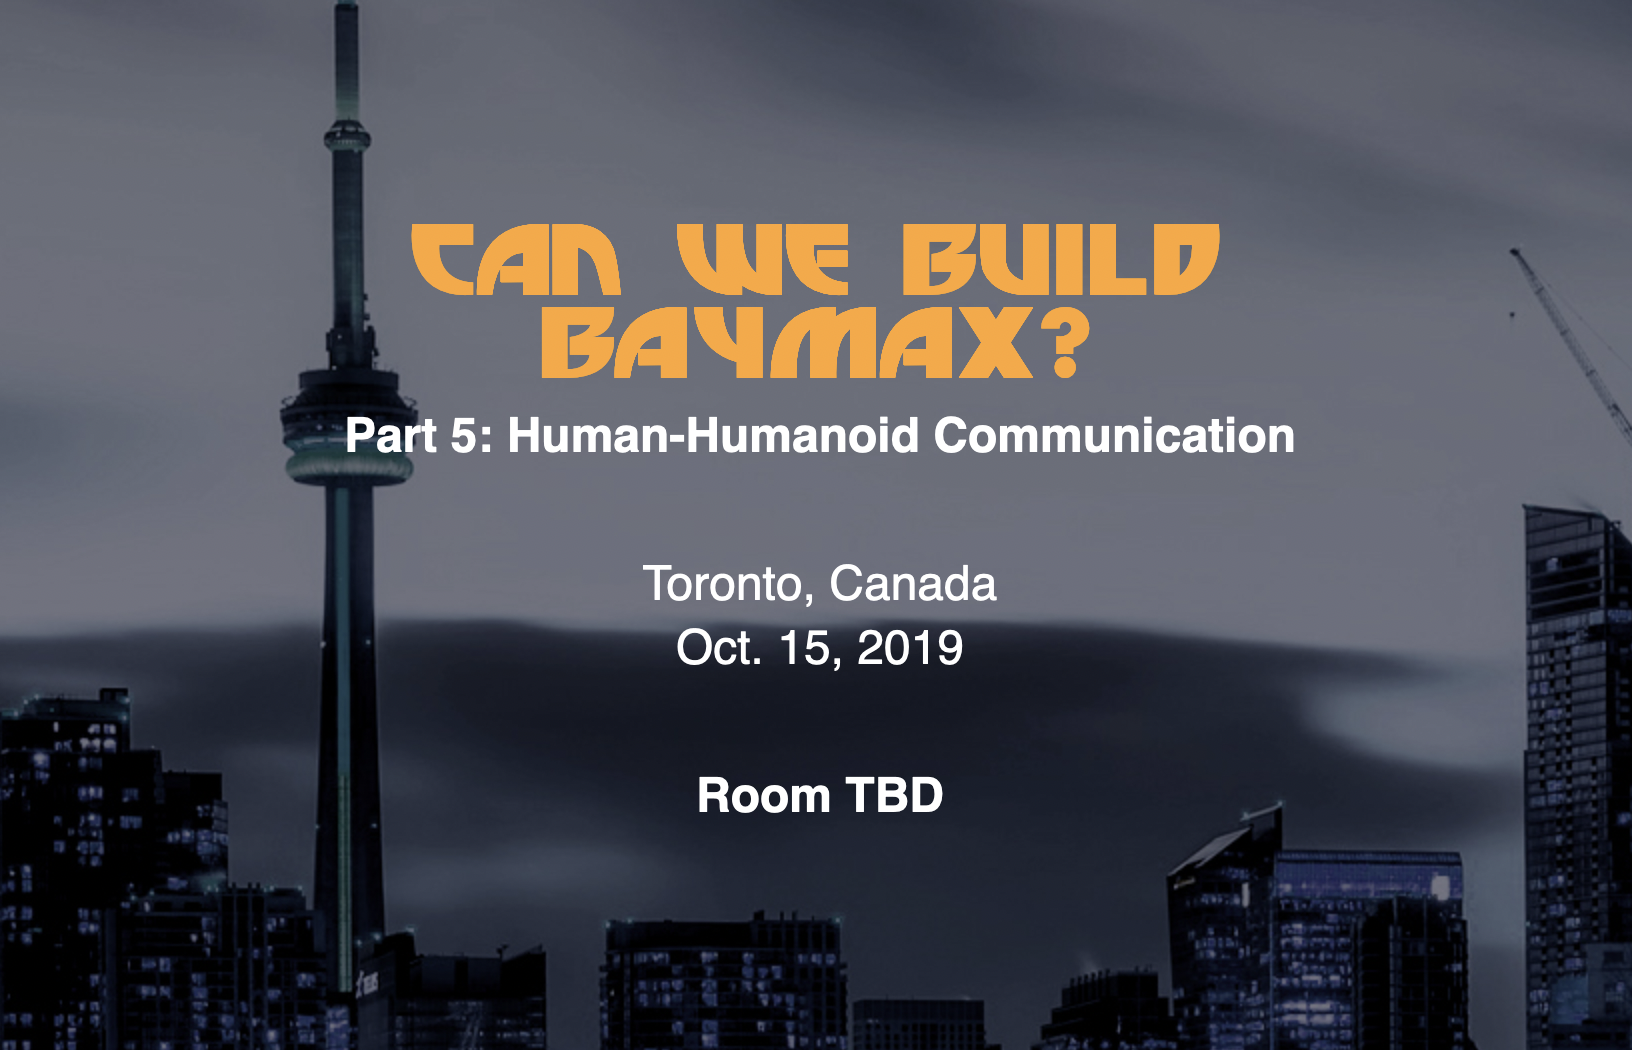 CAN WE BUILD
BAYMAX?
Part 5: Human-Humanoid Communication
Toronto, Canada
Oct. 15, 2019
Room TBD